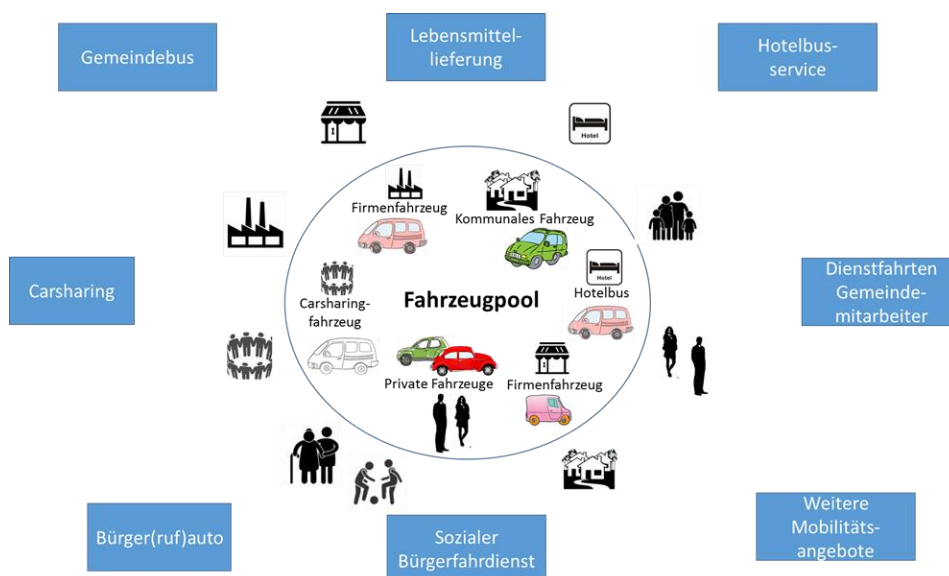 Gemeindebus
Lebensmittel-
lieferung
Hotelbus-
service
Hotel
Firmenfahrzeug
Kommunales Fahrzeug
Carsharing
Carsharing-
fahrzeug
Fahrzeugpool
Hotel
Hotelbus
Dienstfahrten
Gemeinde-
mitarbeiter
Private Fahrzeuge
Firmenfahrzeug
Bürger(ruf)auto
Sozialer
Bürgerfahrdienst
Weitere
Mobilitäts-
angebote